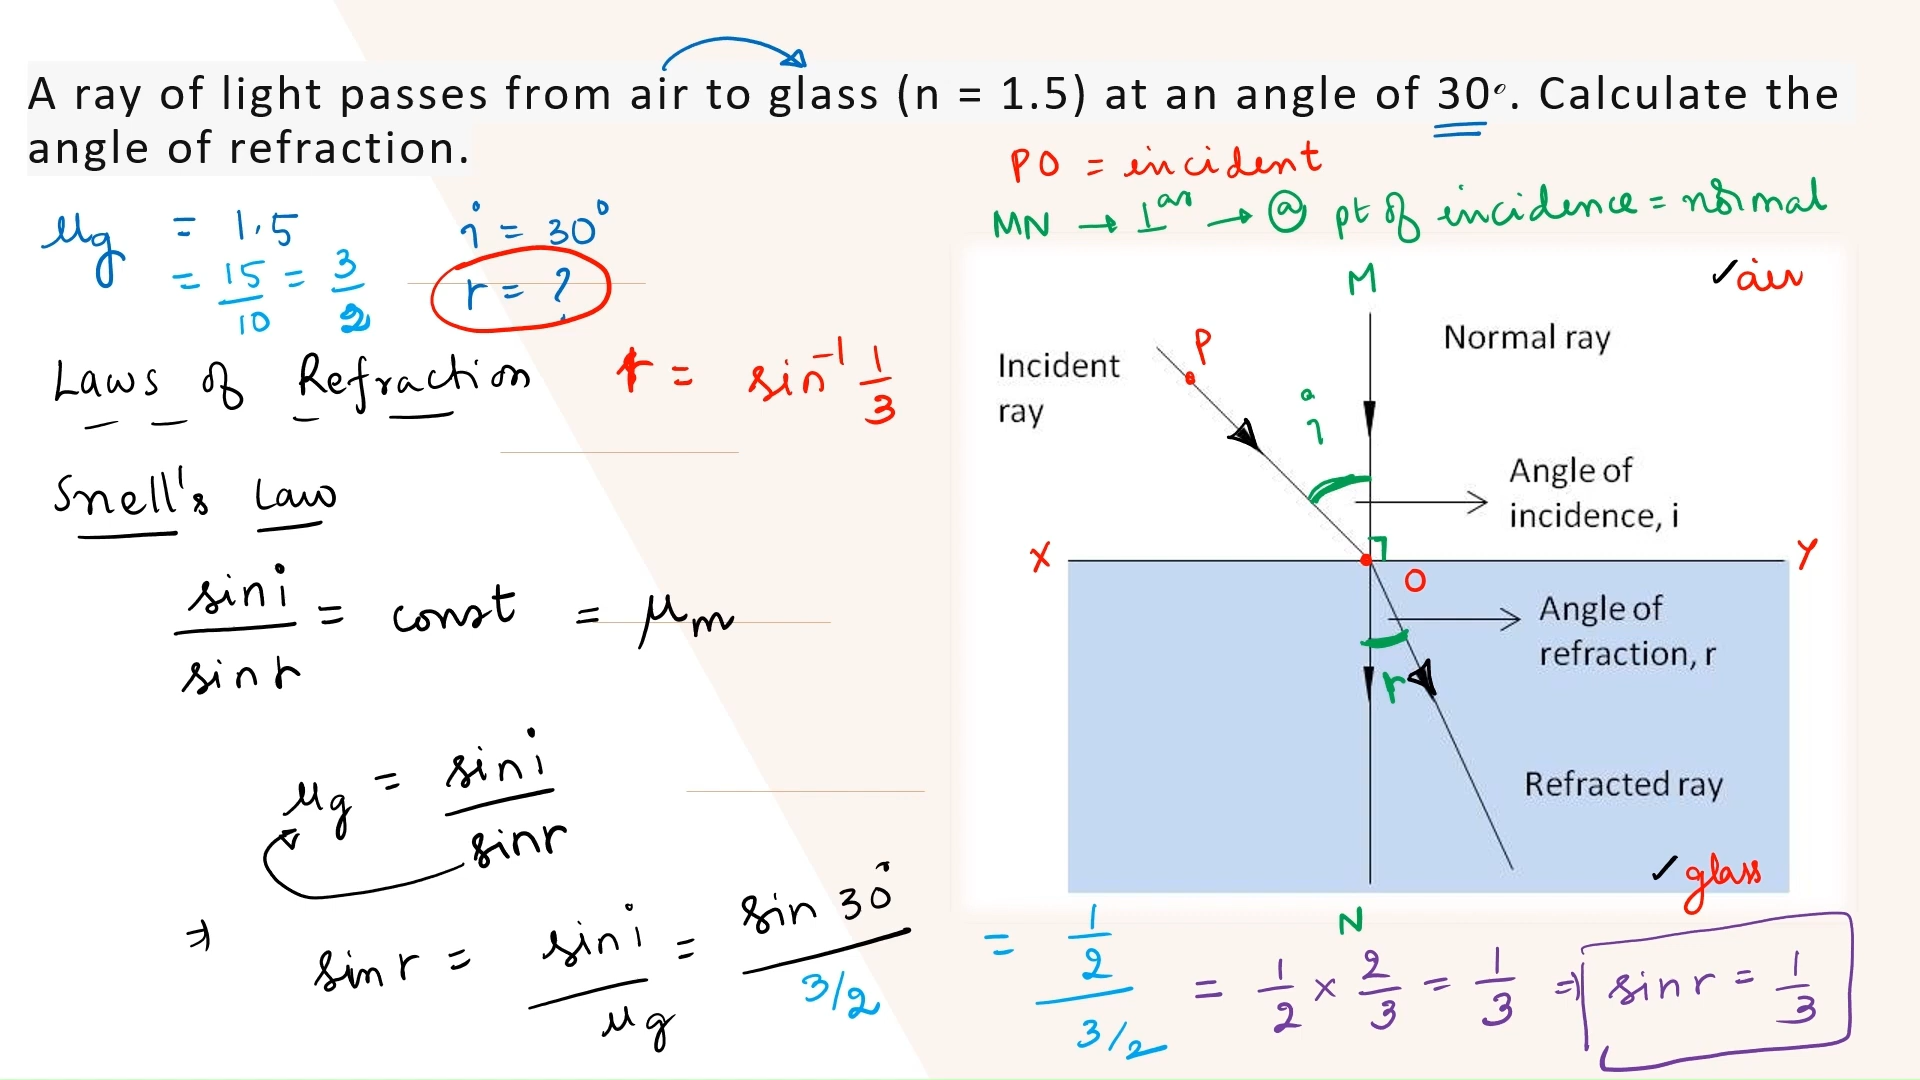 A ray of light passes from air to glass (n = 1.5) at an angle of 30°. Calculate the
angle of refraction.
μg = 1.5
= 15/10 = 3/2
i = 30°
r = ?
Laws of Refraction
r = sin⁻¹ 1/3
Snell's Law
sin i / sin r = const = μm
μg = sin i / sin r
⇒ sin r = sin i / μg = sin 30° / 3/2
PO = incident
MN → ⊥ar → @ pt of incidence = normal
M
✓air
Normal ray
P
Incident
ray
i
Angle of
incidence, i
X
Y
O
Angle of
refraction, r
r
Refracted ray
✓glass
N
= 1/2 / 3/2 = 1/2 × 2/3 = 1/3 ⇒ sin r = 1/3